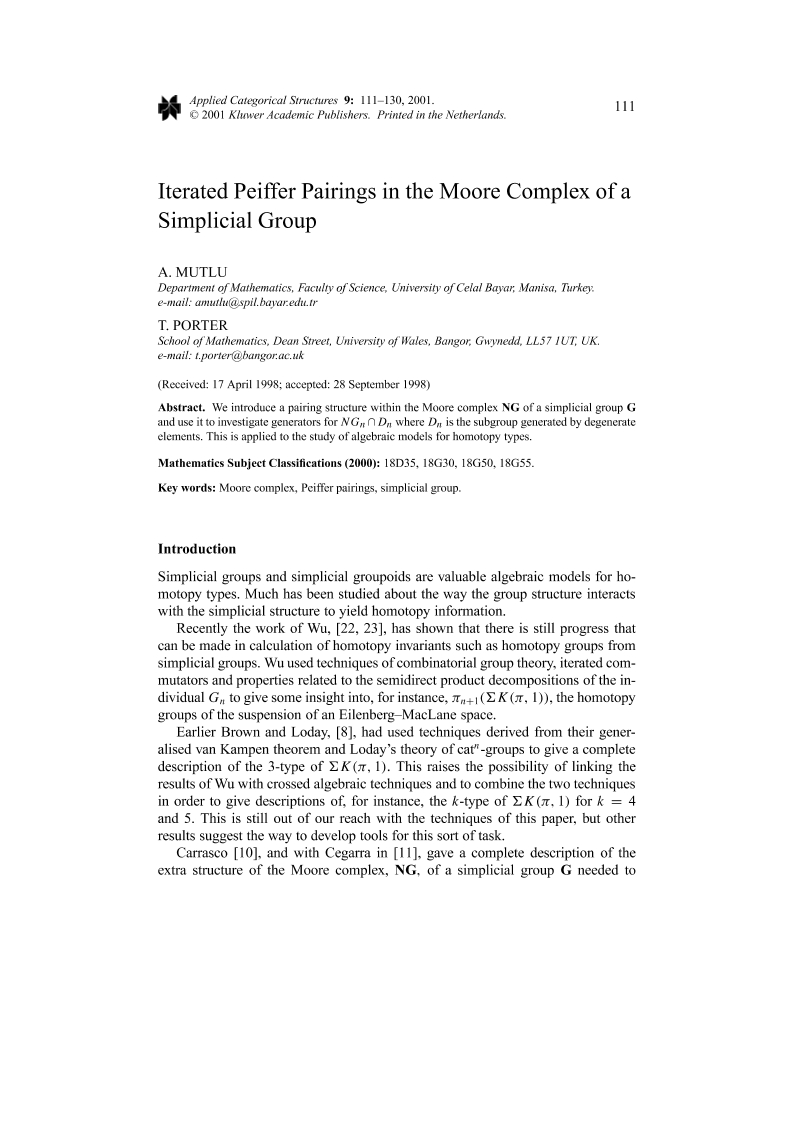 Applied Categorical Structures 9: 111–130, 2001.
© 2001 Kluwer Academic Publishers. Printed in the Netherlands.
111
Iterated Peiffer Pairings in the Moore Complex of a
Simplicial Group
A. MUTLU
Department of Mathematics, Faculty of Science, University of Celal Bayar, Manisa, Turkey.
e-mail: amutlu@spil.bayar.edu.tr
T. PORTER
School of Mathematics, Dean Street, University of Wales, Bangor, Gwynedd, LL57 1UT, UK.
e-mail: t.porter@bangor.ac.uk
(Received: 17 April 1998; accepted: 28 September 1998)
Abstract. We introduce a pairing structure within the Moore complex NG of a simplicial group G
and use it to investigate generators for NGₙ ∩ Dₙ where Dₙ is the subgroup generated by degenerate
elements. This is applied to the study of algebraic models for homotopy types.
Mathematics Subject Classifications (2000): 18D35, 18G30, 18G50, 18G55.
Key words: Moore complex, Peiffer pairings, simplicial group.
Introduction
Simplicial groups and simplicial groupoids are valuable algebraic models for ho-
motopy types. Much has been studied about the way the group structure interacts
with the simplicial structure to yield homotopy information.
Recently the work of Wu, [22, 23], has shown that there is still progress that
can be made in calculation of homotopy invariants such as homotopy groups from
simplicial groups. Wu used techniques of combinatorial group theory, iterated com-
mutators and properties related to the semidirect product decompositions of the in-
dividual Gₙ to give some insight into, for instance, πₙ₊₁(ΣK(π, 1)), the homotopy
groups of the suspension of an Eilenberg–MacLane space.
Earlier Brown and Loday, [8], had used techniques derived from their gener-
alised van Kampen theorem and Loday's theory of catⁿ-groups to give a complete
description of the 3-type of ΣK(π, 1). This raises the possibility of linking the
results of Wu with crossed algebraic techniques and to combine the two techniques
in order to give descriptions of, for instance, the k-type of ΣK(π, 1) for k = 4
and 5. This is still out of our reach with the techniques of this paper, but other
results suggest the way to develop tools for this sort of task.
Carrasco [10], and with Cegarra in [11], gave a complete description of the
extra structure of the Moore complex, NG, of a simplicial group G needed to